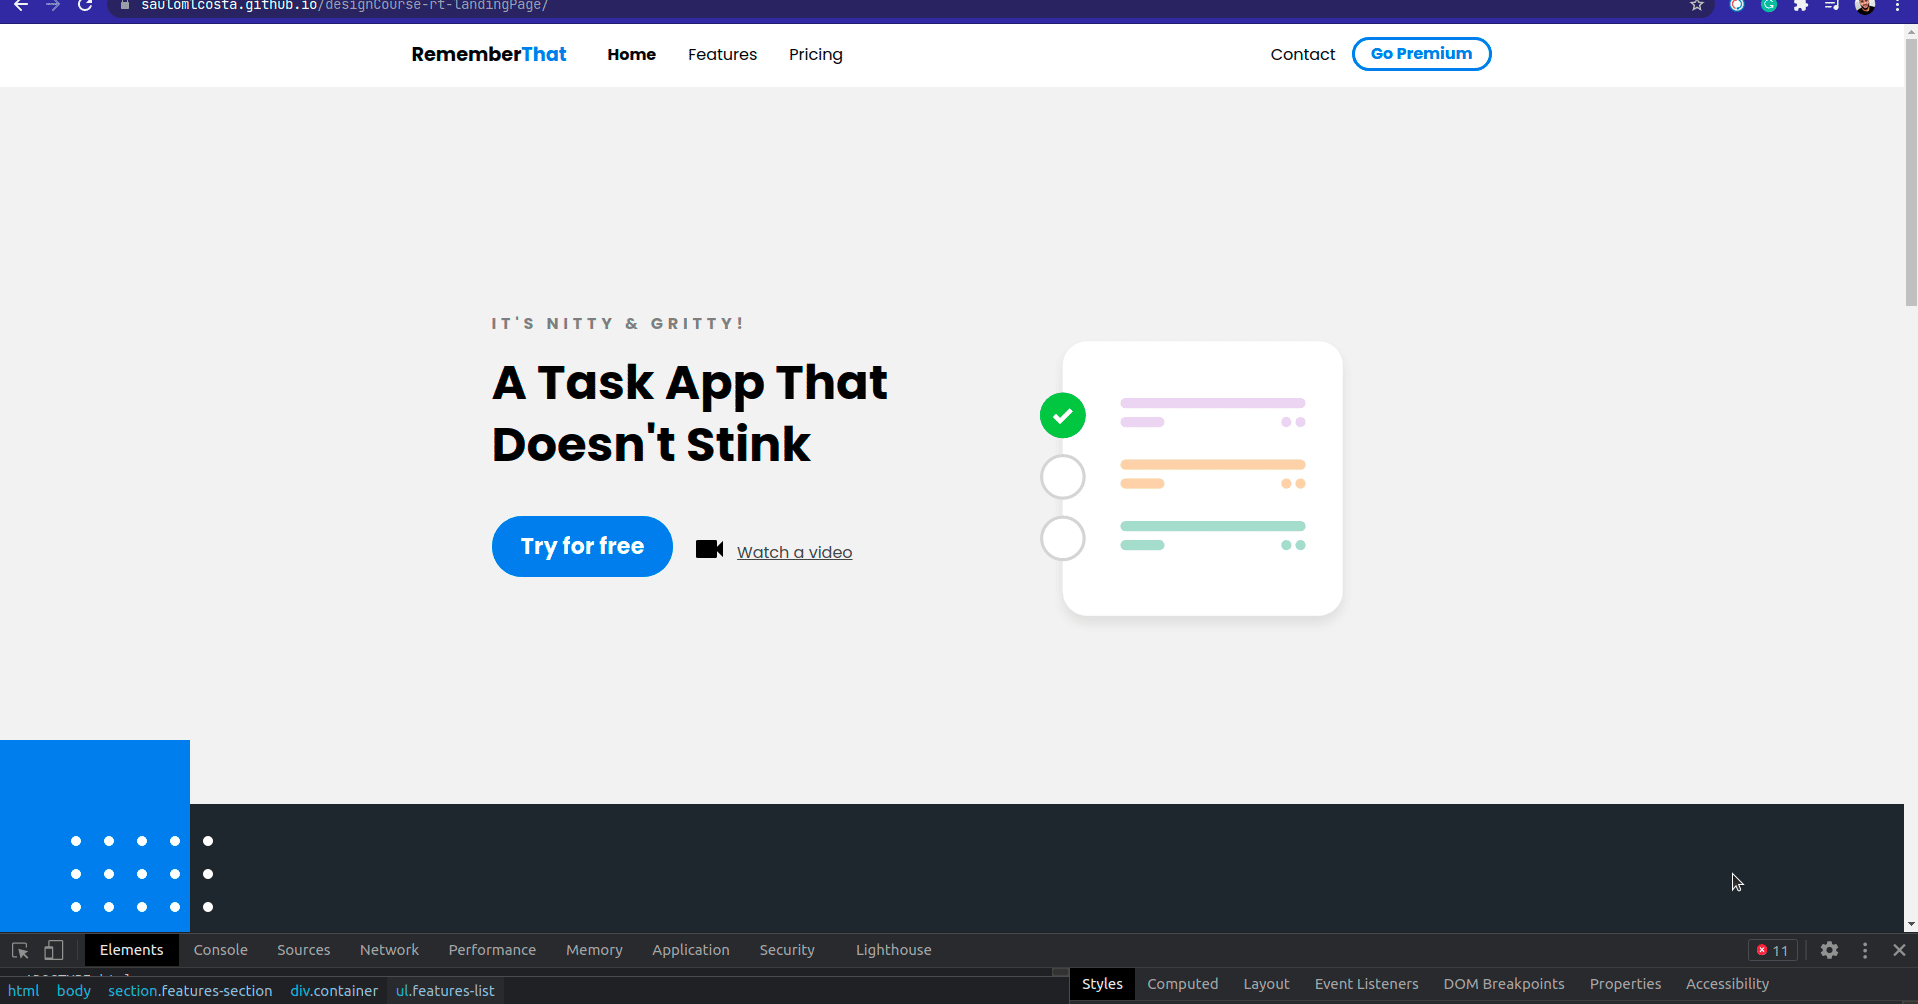 saulomlcosta.github.io/designCourse-rt-landingPage/
RememberThat Home Features Pricing Contact Go Premium
IT'S NITTY & GRITTY!
A Task App That
Doesn't Stink
Try for free Watch a video
Elements Console Sources Network Performance Memory Application Security Lighthouse 11
html body section.features-section div.container ul.features-list
Styles Computed Layout Event Listeners DOM Breakpoints Properties Accessibility